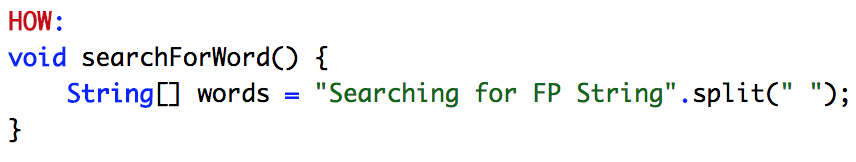 HOW:
void searchForWord() {
    String[] words = "Searching for FP String".split(" ");
}